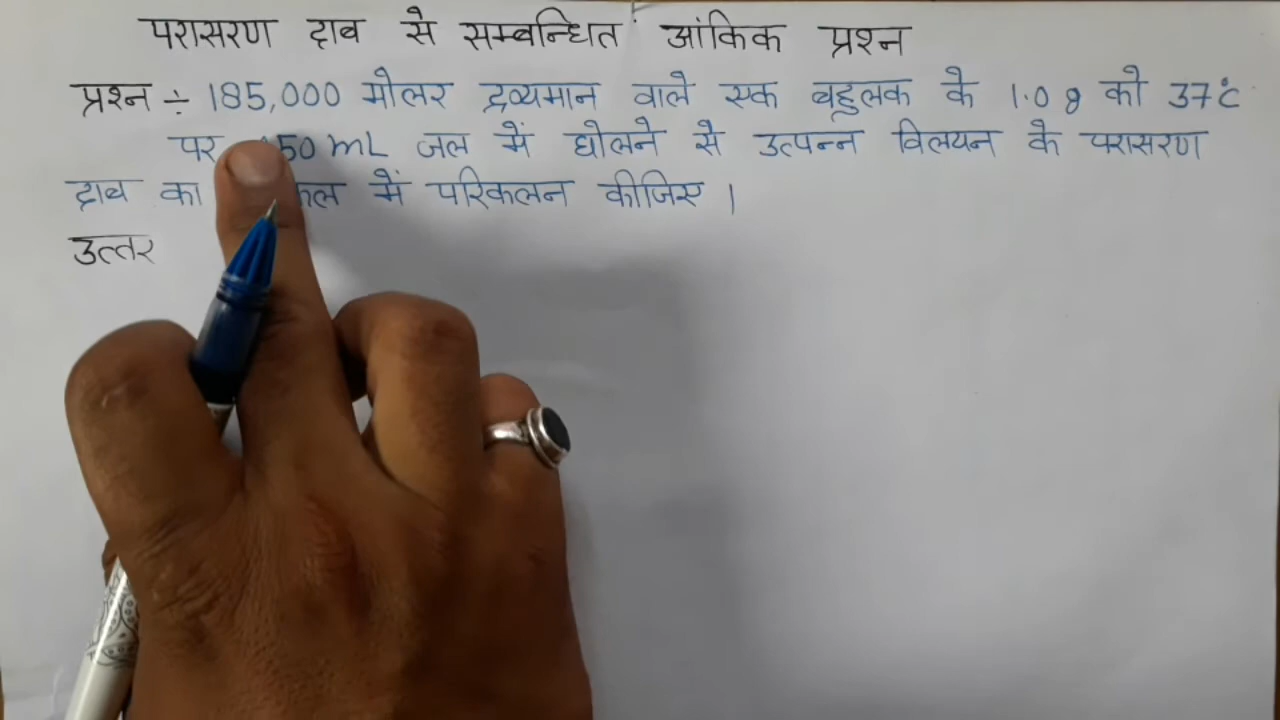 परासरण दाब से सम्बन्धित आंकिक प्रश्न
प्रश्न ÷ 185,000 मोलर द्रव्यमान वाले एक बहुलक के 1.0 g को 37°C
पर 50 mL जल में घोलने से उत्पन्न विलयन के परासरण
दाब का में परिकलन कीजिए।
उत्तर